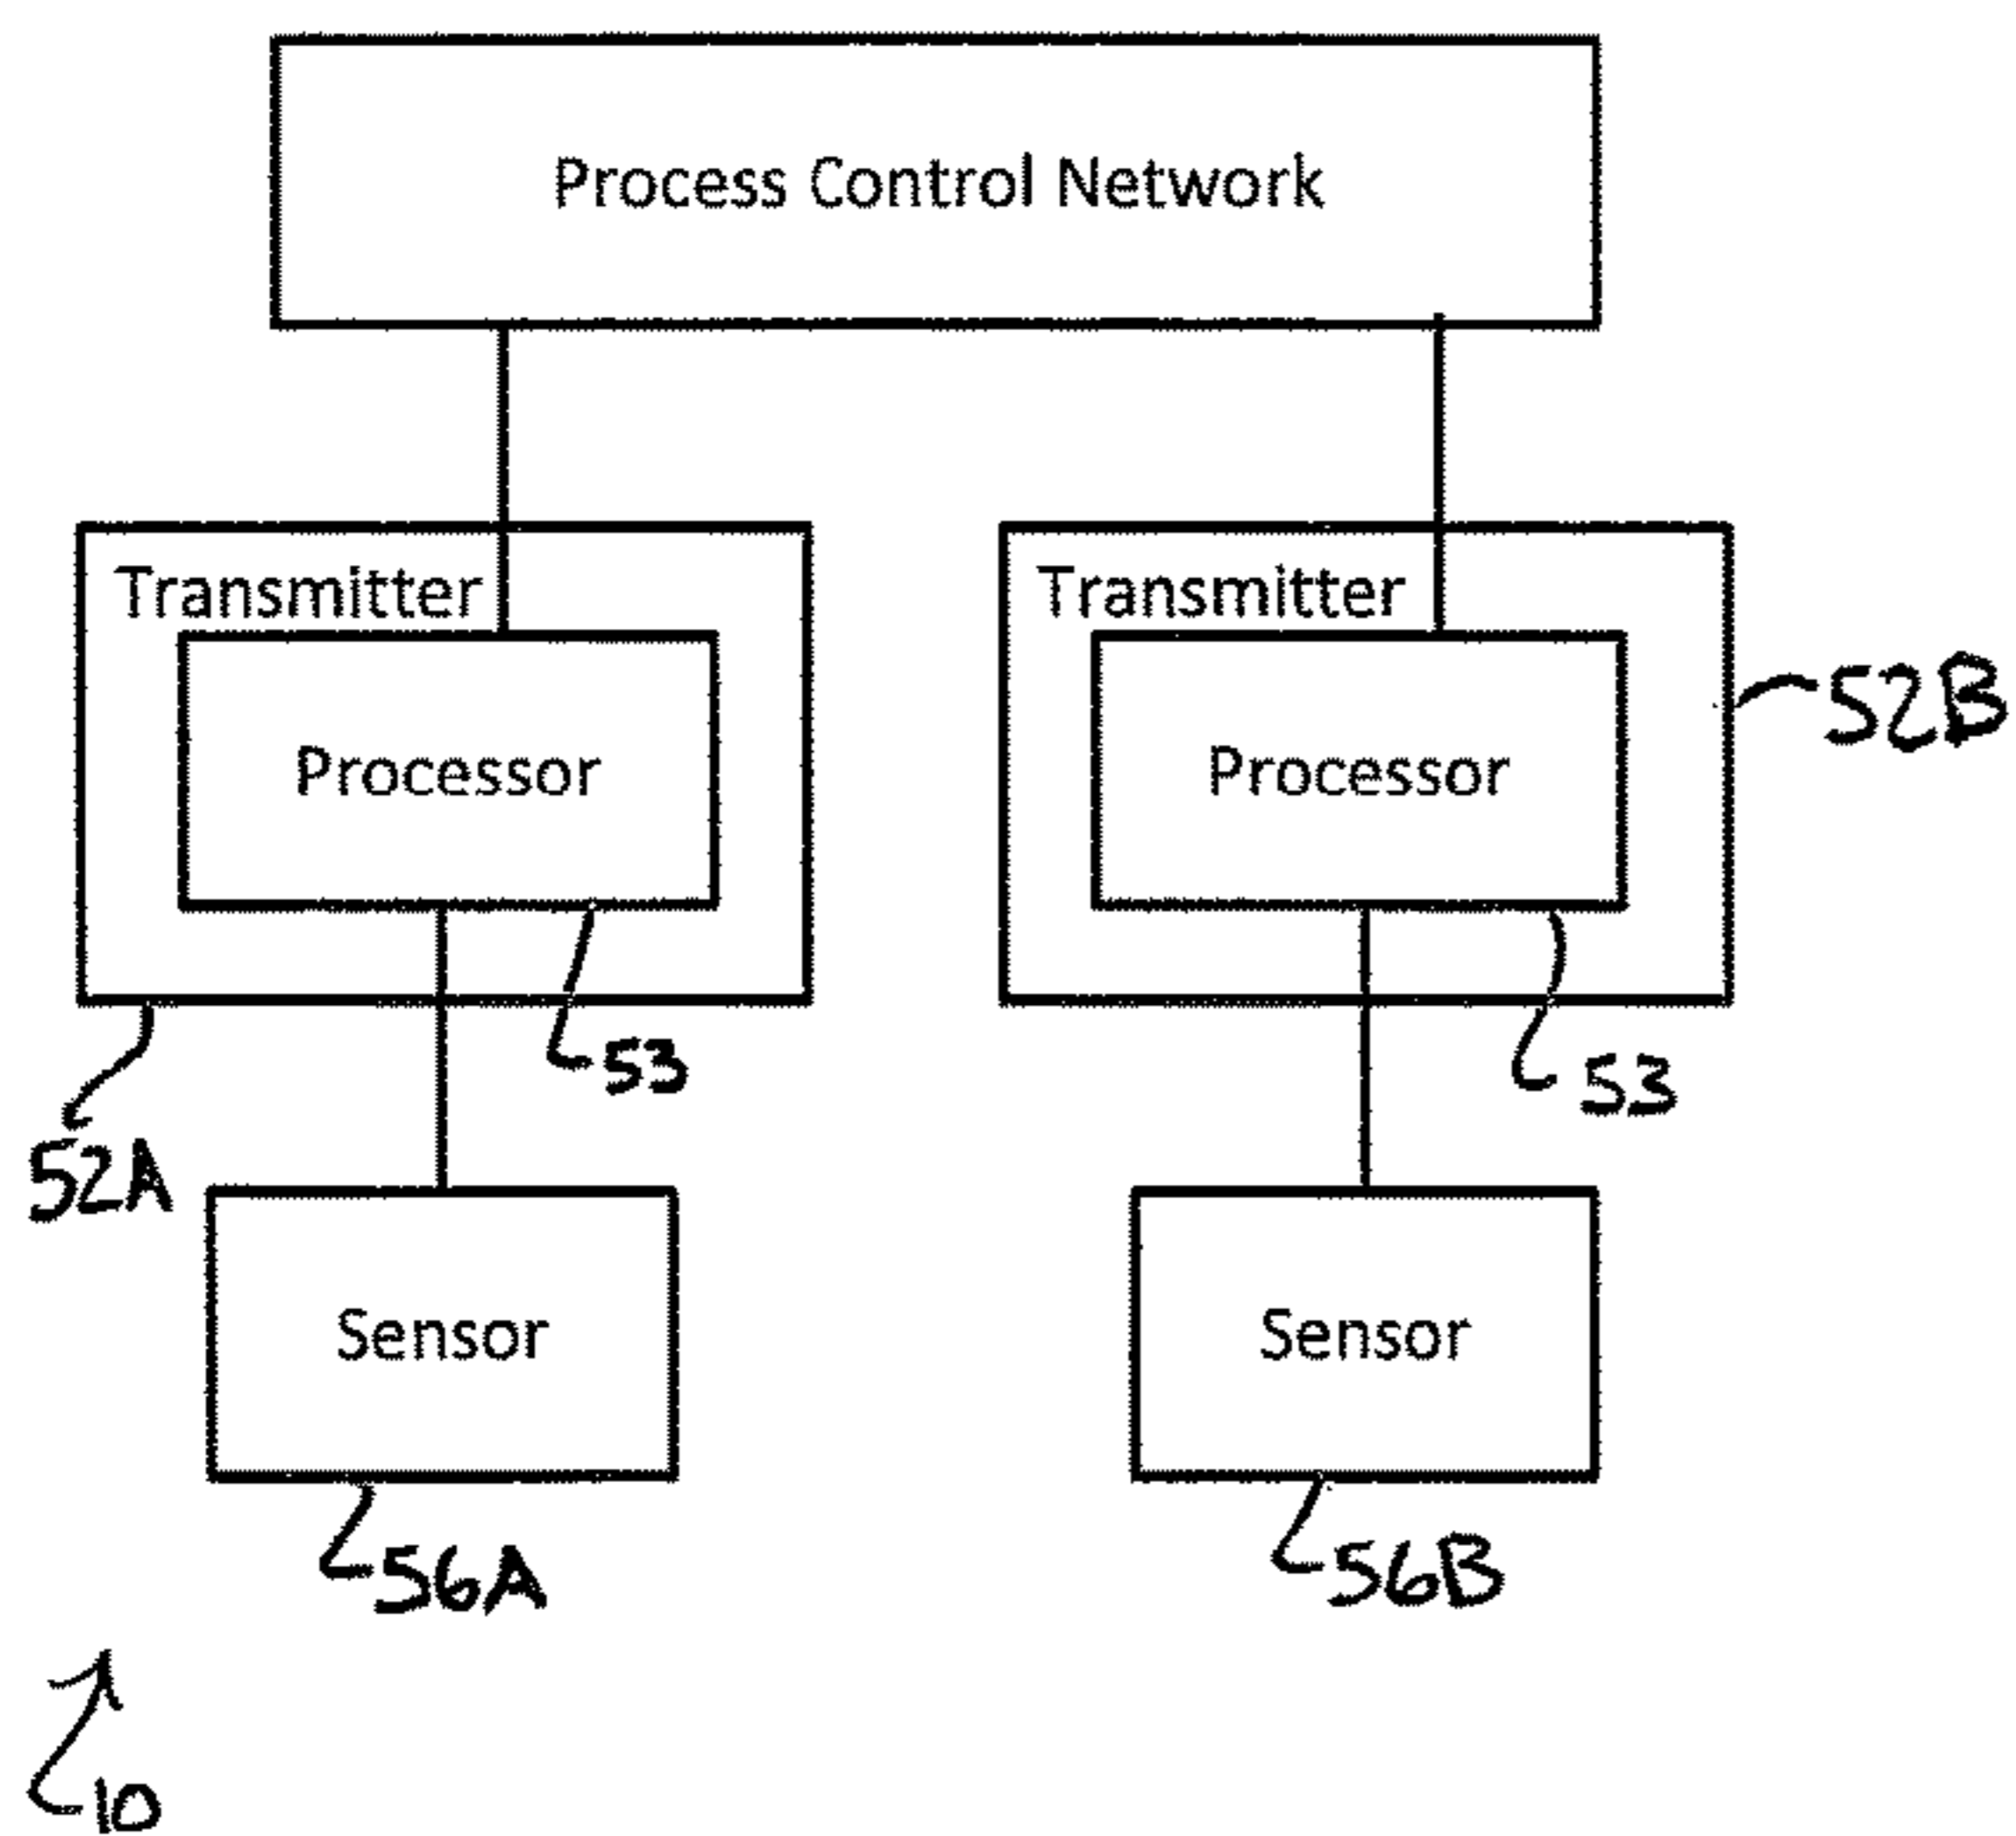 Process Control Network
Transmitter
Transmitter
Processor
Processor
52B
53
53
52A
Sensor
Sensor
56A
56B
10